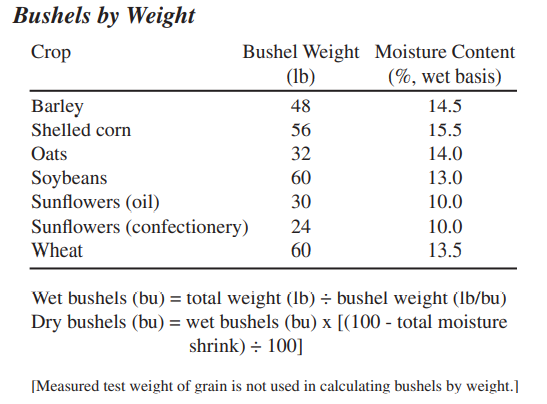 Bushels by Weight
Crop Bushel Weight Moisture Content
(lb) (%, wet basis)
Barley 48 14.5
Shelled corn 56 15.5
Oats 32 14.0
Soybeans 60 13.0
Sunflowers (oil) 30 10.0
Sunflowers (confectionery) 24 10.0
Wheat 60 13.5
Wet bushels (bu) = total weight (lb) ÷ bushel weight (lb/bu)
Dry bushels (bu) = wet bushels (bu) x [(100 - total moisture
shrink) ÷ 100]
[Measured test weight of grain is not used in calculating bushels by weight.]